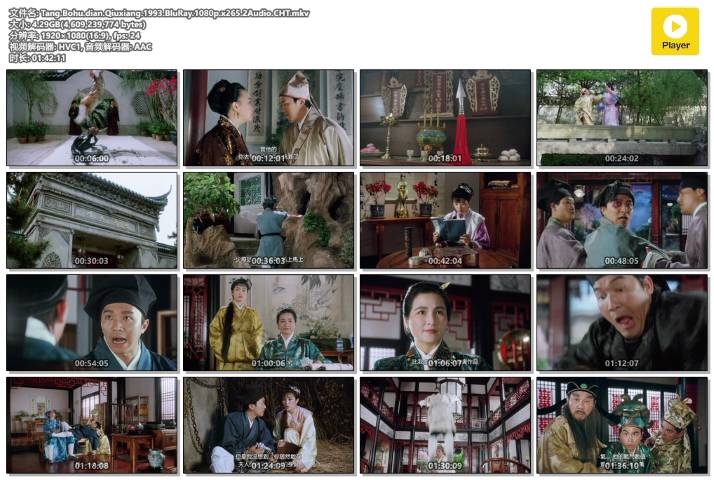 文件名: Tang.Bohu.dian.Qiuxiang.1993.BluRay.1080p.x265.2Audio.CHT.mkv
大小: 4.29GB(4,609,239,774 bytes)
分辨率: 1920×1080(16:9), fps: 24
视频解码器: HVC1, 音频解码器: AAC
时长: 01:42:11
Player
00:06:00
00:12:01
00:18:01
00:24:02
00:30:03
00:36:03
00:42:04
00:48:05
00:54:05
01:00:06
01:06:07
01:12:07
01:18:08
01:24:09
01:30:09
01:36:10